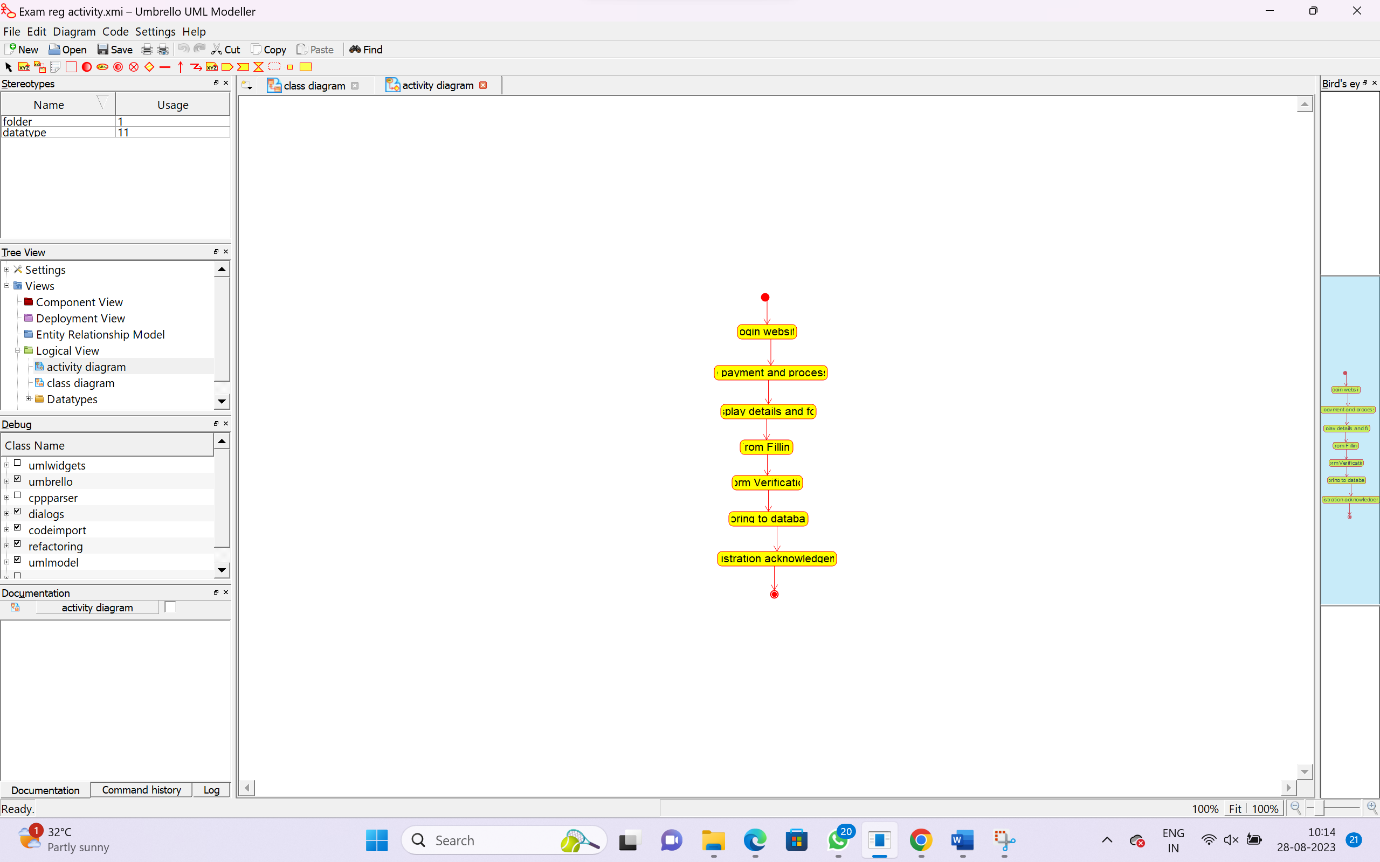 Exam reg activity.xmi – Umbrello UML Modeller
File Edit Diagram Code Settings Help
New Open Save Cut Copy Paste Find
Stereotypes
Name Usage
folder 1
datatype 11
class diagram
activity diagram
Bird's ey
Tree View
Settings
Views
Component View
Deployment View
Entity Relationship Model
Logical View
activity diagram
class diagram
Datatypes
Debug
Class Name
umlwidgets
umbrello
cppparser
dialogs
codeimport
refactoring
umlmodel
Documentation
activity diagram
ogin websit
payment and process
play details and fo
rom Fillin
orm Verificatio
oring to databa
istration acknowledgem
Documentation Command history Log
Ready.
100% Fit 100%
1 32°C
Partly sunny
Search
20
ENG
IN
10:14
28-08-2023
21